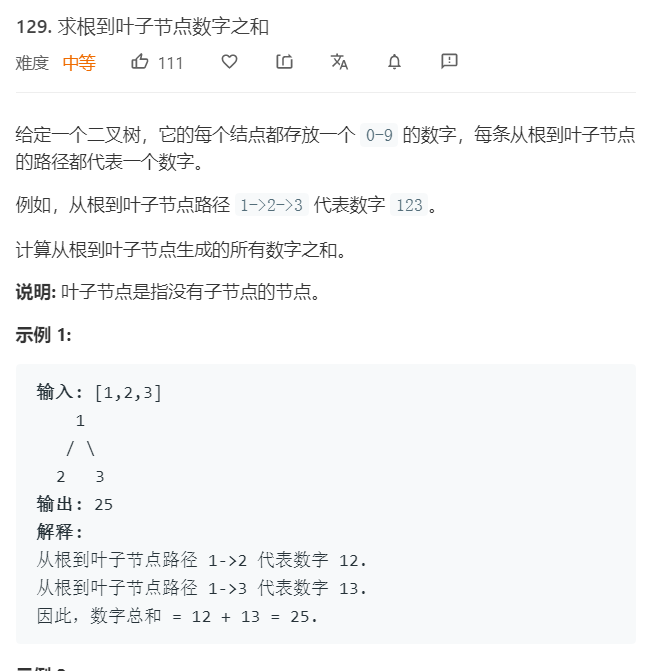 129. 求根到叶子节点数字之和
难度 中等 111
给定一个二叉树，它的每个结点都存放一个 0-9 的数字，每条从根到叶子节点
的路径都代表一个数字。
例如，从根到叶子节点路径 1->2->3 代表数字 123 。
计算从根到叶子节点生成的所有数字之和。
说明: 叶子节点是指没有子节点的节点。
示例 1:
输入: [1,2,3]
1
/ \
2 3
输出: 25
解释:
从根到叶子节点路径 1->2 代表数字 12.
从根到叶子节点路径 1->3 代表数字 13.
因此，数字总和 = 12 + 13 = 25.